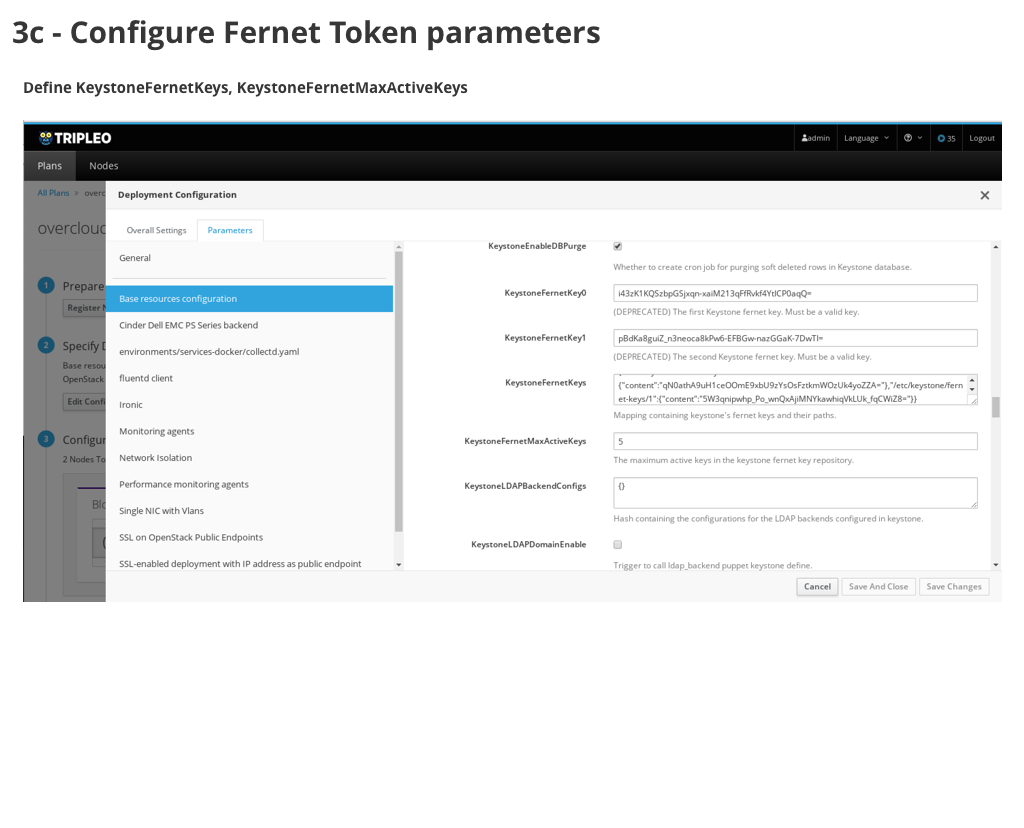 3c - Configure Fernet Token parameters
Define KeystoneFernetKeys, KeystoneFernetMaxActiveKeys
TRIPLEO
admin
Language
35
Logout
Plans
Nodes
All Plans > overc
Deployment Configuration
overcloud
Overall Settings
Parameters
General
Base resources configuration
Cinder Dell EMC PS Series backend
environments/services-docker/collectd.yaml
fluentd client
Ironic
Monitoring agents
Network Isolation
Performance monitoring agents
Single NIC with Vlans
SSL on OpenStack Public Endpoints
SSL-enabled deployment with IP address as public endpoint
1 Prepare
Register N
2 Specify D
Base resou
OpenStack
Edit Confi
3 Configur
2 Nodes To
Blo
KeystoneEnableDBPurge
Whether to create cron job for purging soft deleted rows in Keystone database.
KeystoneFernetKey0
i43zK1KQSzbpGSjxqn-xaiM213qFfRvkf4YtlCP0aqQ=
(DEPRECATED) The first Keystone fernet key. Must be a valid key.
KeystoneFernetKey1
pBdKa8guiZ_n3neoca8kPw6-EFBGw-nazGGaK-7DwTI=
(DEPRECATED) The second Keystone fernet key. Must be a valid key.
KeystoneFernetKeys
{"content":"qN0athA9uH1ceOOmE9xbU9zYsOsFztkmWOzUk4yoZZA="},"/etc/keystone/fern
et-keys/1":{"content":"5W3qnipwhp_Po_wnQxAjiMNYkawhiqVkLUk_fqCWiZ8="}}
Mapping containing keystone's fernet keys and their paths.
KeystoneFernetMaxActiveKeys
5
The maximum active keys in the keystone fernet key repository.
KeystoneLDAPBackendConfigs
{}
Hash containing the configurations for the LDAP backends configured in keystone.
KeystoneLDAPDomainEnable
Trigger to call ldap_backend puppet keystone define.
Cancel
Save And Close
Save Changes